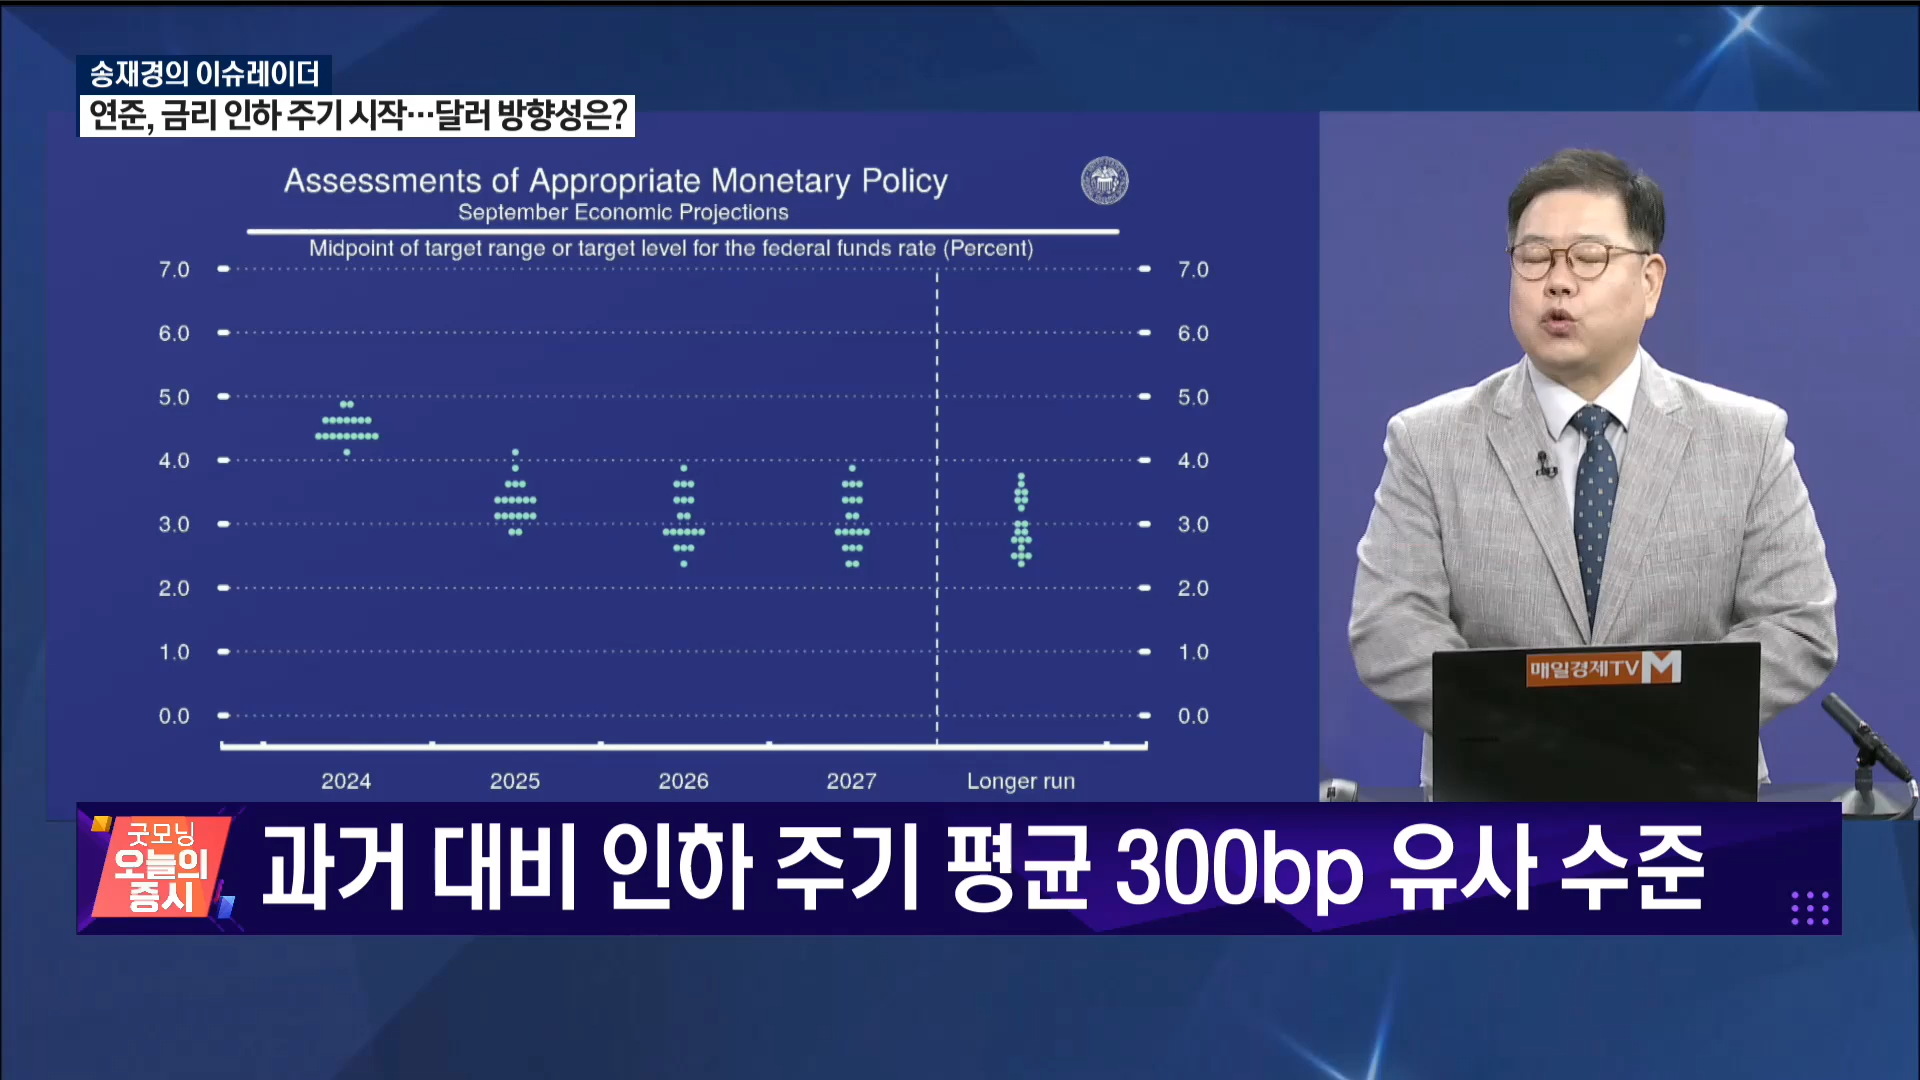 송재경의 이슈레이더
연준, 금리 인하 주기 시작…달러 방향성은?
Assessments of Appropriate Monetary Policy
September Economic Projections
Midpoint of target range or target level for the federal funds rate (Percent)
7.0 7.0
6.0 6.0
5.0 5.0
4.0 4.0
3.0 3.0
2.0 2.0
1.0 1.0
0.0 0.0
2024 2025 2026 2027 Longer run
매일경제TV M
굿모닝
오늘의
증시
과거 대비 인하 주기 평균 300bp 유사 수준